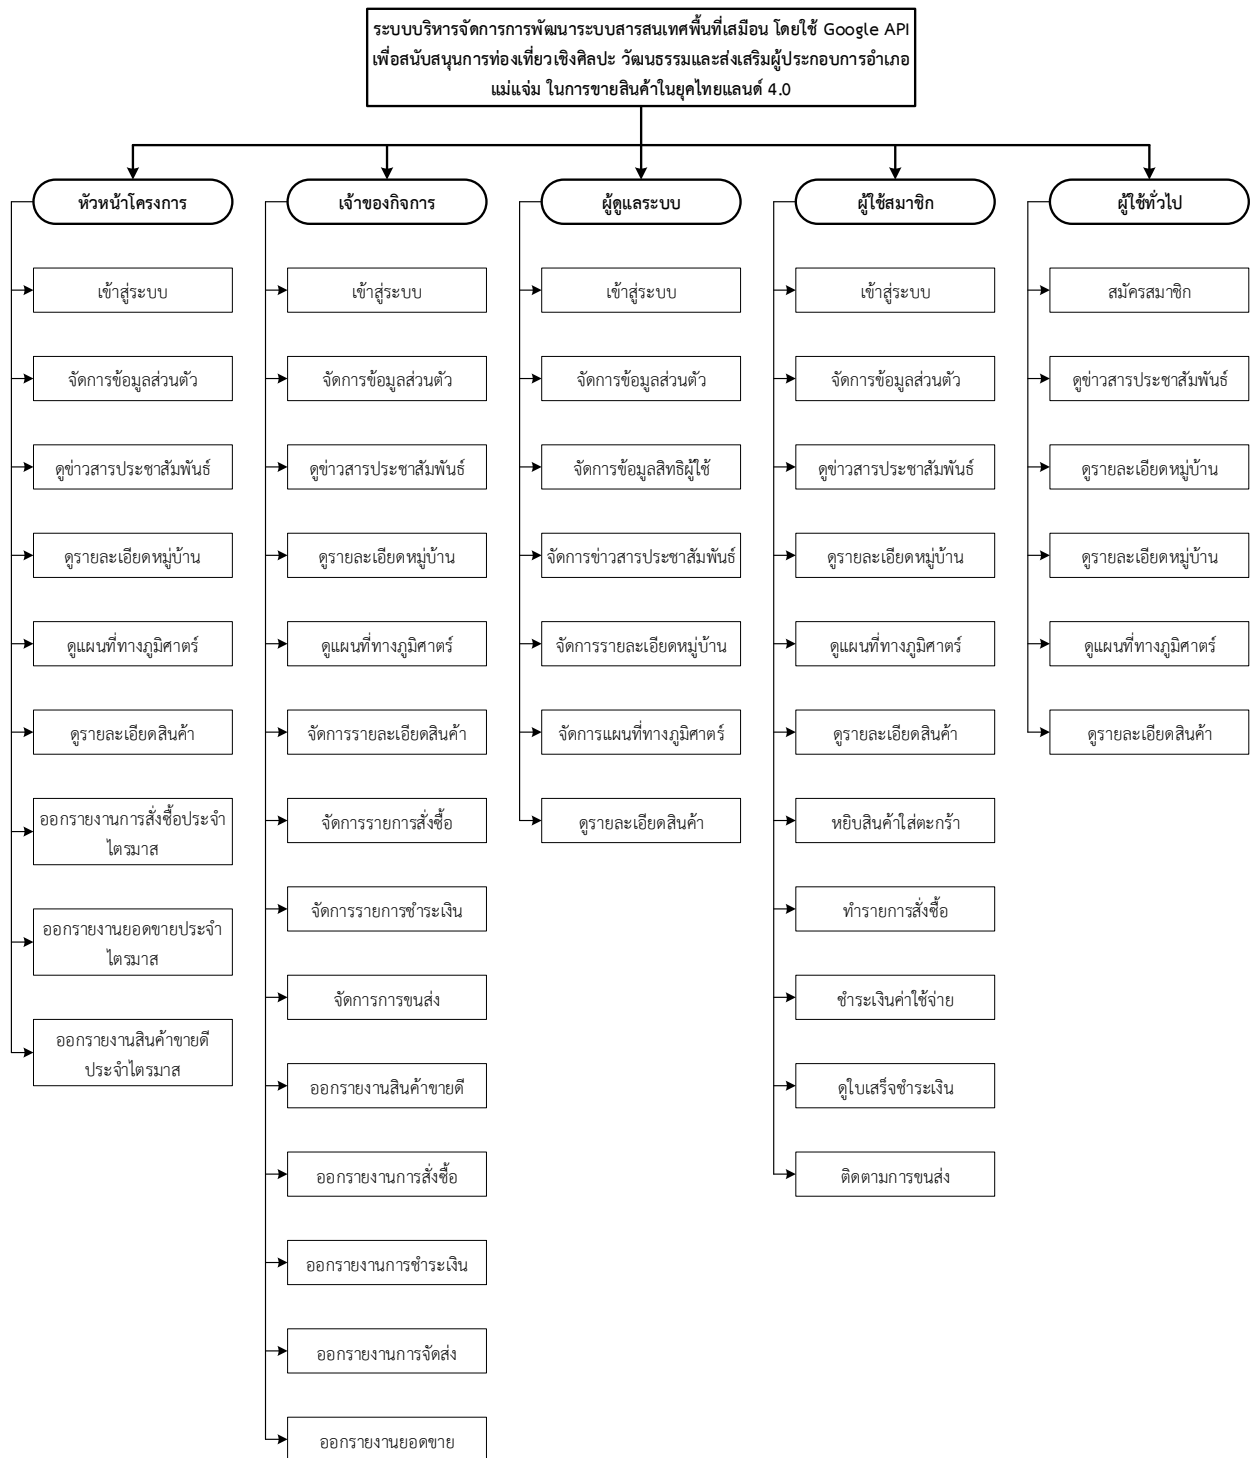 ระบบบริหารจัดการการพัฒนาระบบสารสนเทศพื้นที่เสมือน โดยใช้ Google API
เพื่อสนับสนุนการท่องเที่ยวเชิงศิลปะ วัฒนธรรมและส่งเสริมผู้ประกอบการอำเภอ
แม่แจ่ม ในการขายสินค้าในยุคไทยแลนด์ 4.0
หัวหน้าโครงการ
เข้าสู่ระบบ
จัดการข้อมูลส่วนตัว
ดูข่าวสารประชาสัมพันธ์
ดูรายละเอียดหมู่บ้าน
ดูแผนที่ทางภูมิศาตร์
ดูรายละเอียดสินค้า
ออกรายงานการสั่งซื้อประจำ
ไตรมาส
ออกรายงานยอดขายประจำ
ไตรมาส
ออกรายงานสินค้าขายดี
ประจำไตรมาส
เจ้าของกิจการ
เข้าสู่ระบบ
จัดการข้อมูลส่วนตัว
ดูข่าวสารประชาสัมพันธ์
ดูรายละเอียดหมู่บ้าน
ดูแผนที่ทางภูมิศาตร์
จัดการรายละเอียดสินค้า
จัดการรายการสั่งซื้อ
จัดการรายการชำระเงิน
จัดการการขนส่ง
ออกรายงานสินค้าขายดี
ออกรายงานการสั่งซื้อ
ออกรายงานการชำระเงิน
ออกรายงานการจัดส่ง
ออกรายงานยอดขาย
ผู้ดูแลระบบ
เข้าสู่ระบบ
จัดการข้อมูลส่วนตัว
จัดการข้อมูลสิทธิผู้ใช้
จัดการข่าวสารประชาสัมพันธ์
จัดการรายละเอียดหมู่บ้าน
จัดการแผนที่ทางภูมิศาตร์
ดูรายละเอียดสินค้า
ผู้ใช้สมาชิก
เข้าสู่ระบบ
จัดการข้อมูลส่วนตัว
ดูข่าวสารประชาสัมพันธ์
ดูรายละเอียดหมู่บ้าน
ดูแผนที่ทางภูมิศาตร์
ดูรายละเอียดสินค้า
หยิบสินค้าใส่ตะกร้า
ทำรายการสั่งซื้อ
ชำระเงินค่าใช้จ่าย
ดูใบเสร็จชำระเงิน
ติดตามการขนส่ง
ผู้ใช้ทั่วไป
สมัครสมาชิก
ดูข่าวสารประชาสัมพันธ์
ดูรายละเอียดหมู่บ้าน
ดูรายละเอียดหมู่บ้าน
ดูแผนที่ทางภูมิศาตร์
ดูรายละเอียดสินค้า